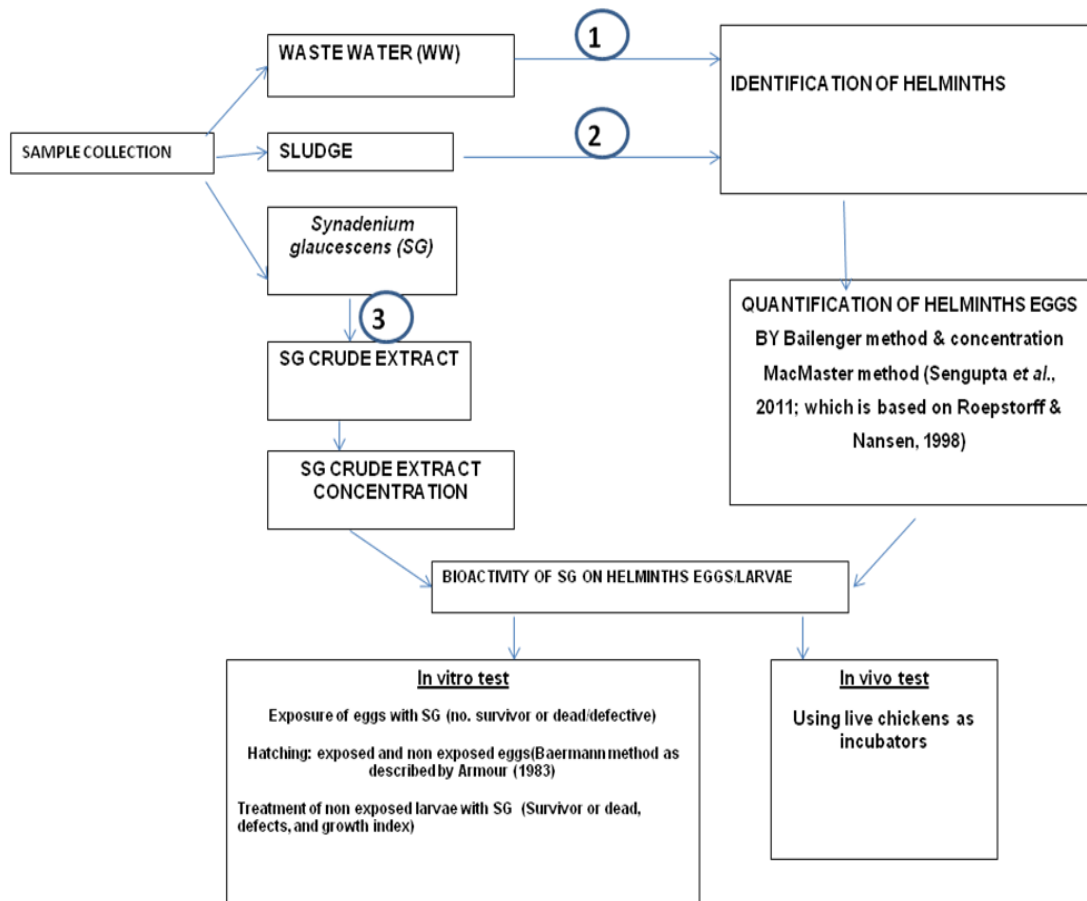 WASTE WATER (WW)
1
IDENTIFICATION OF HELMINTHS
SAMPLE COLLECTION
SLUDGE
2
Synadenium
glaucescens (SG)
3
SG CRUDE EXTRACT
SG CRUDE EXTRACT
CONCENTRATION
QUANTIFICATION OF HELMINTHS EGGS
BY Bailenger method & concentration
MacMaster method (Sengupta et al.,
2011; which is based on Roepstorff &
Nansen, 1998)
BIOACTIVITY OF SG ON HELMINTHS EGGS/LARVAE
In vitro test
Exposure of eggs with SG (no. survivor or dead/defective)
Hatching: exposed and non exposed eggs(Baermann method as
described by Armour (1983)
Treatment of non exposed larvae with SG (Survivor or dead,
defects, and growth index)
In vivo test
Using live chickens as
incubators